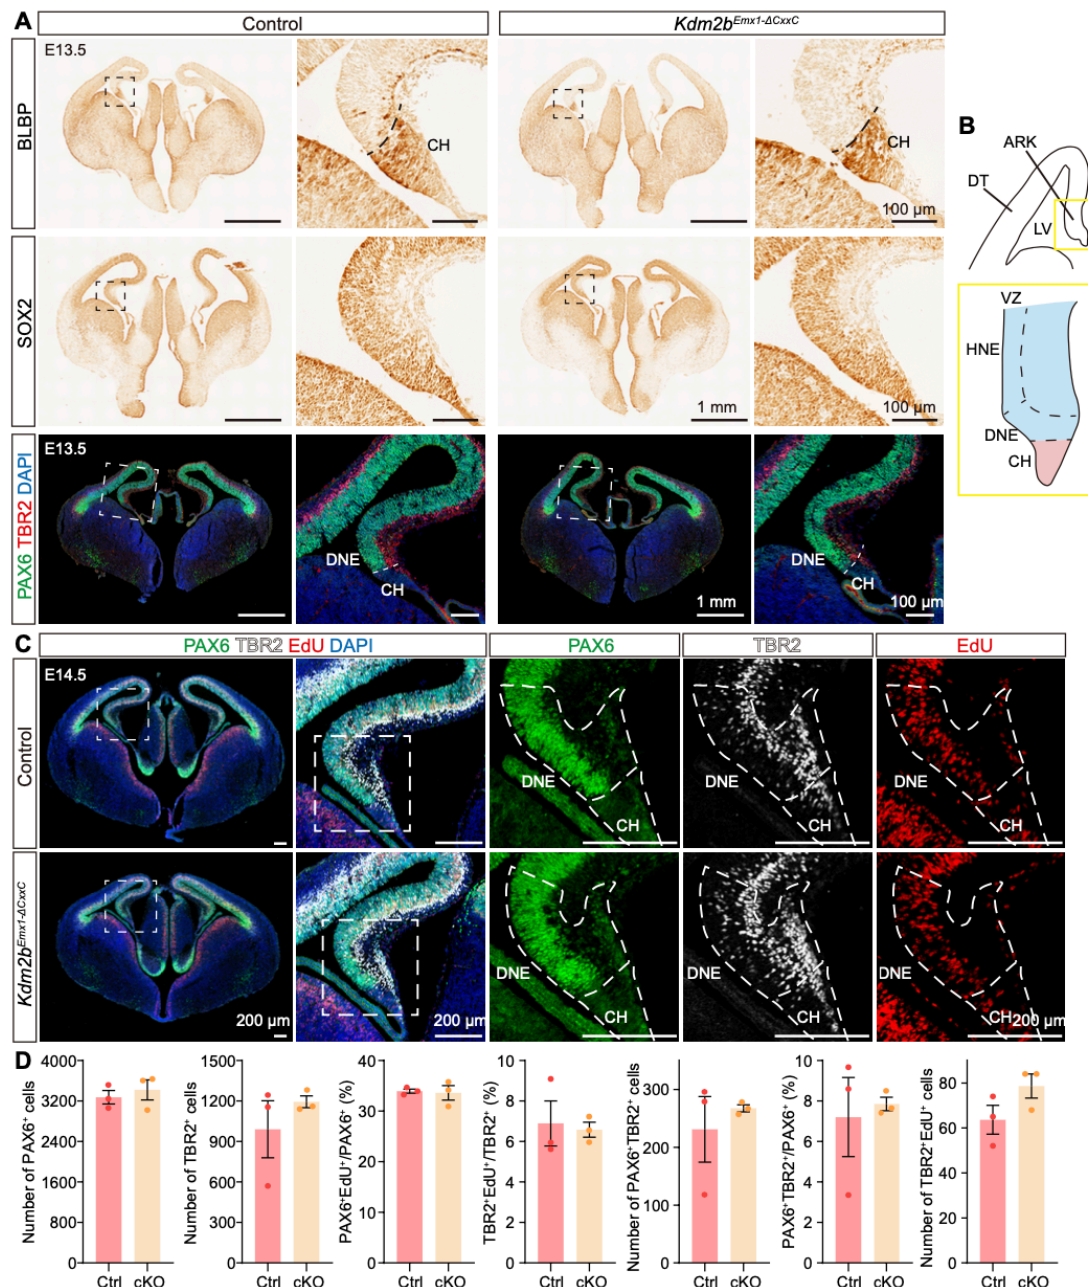 A
Control
Kdm2b^Emx1-ΔCxxC
BLBP
E13.5
CH
CH
100 µm
SOX2
1 mm
100 µm
PAX6 TBR2 DAPI
E13.5
DNE
CH
1 mm
DNE
CH
100 µm
B
ARK
DT
LV
VZ
HNE
DNE
CH
C
PAX6 TBR2 EdU DAPI
PAX6
TBR2
EdU
Control
E14.5
DNE
CH
DNE
CH
DNE
CH
Kdm2b^Emx1-ΔCxxC
200 µm
200 µm
DNE
CH
DNE
CH
DNE
CH
200 µm
D
Number of PAX6⁺ cells
4000
3200
2400
1600
800
0
Ctrl cKO
Number of TBR2⁺ cells
1500
1200
900
600
300
0
Ctrl cKO
PAX6⁺EdU⁺/PAX6⁺ (%)
40
30
20
10
0
Ctrl cKO
TBR2⁺EdU⁺/TBR2⁺ (%)
10
8
6
4
2
0
Ctrl cKO
Number of PAX6⁺TBR2⁺ cells
300
200
100
0
Ctrl cKO
PAX6⁺TBR2⁺/PAX6⁺ (%)
10
8
6
4
2
0
Ctrl cKO
Number of TBR2⁺EdU⁺ cells
100
80
60
40
20
0
Ctrl cKO